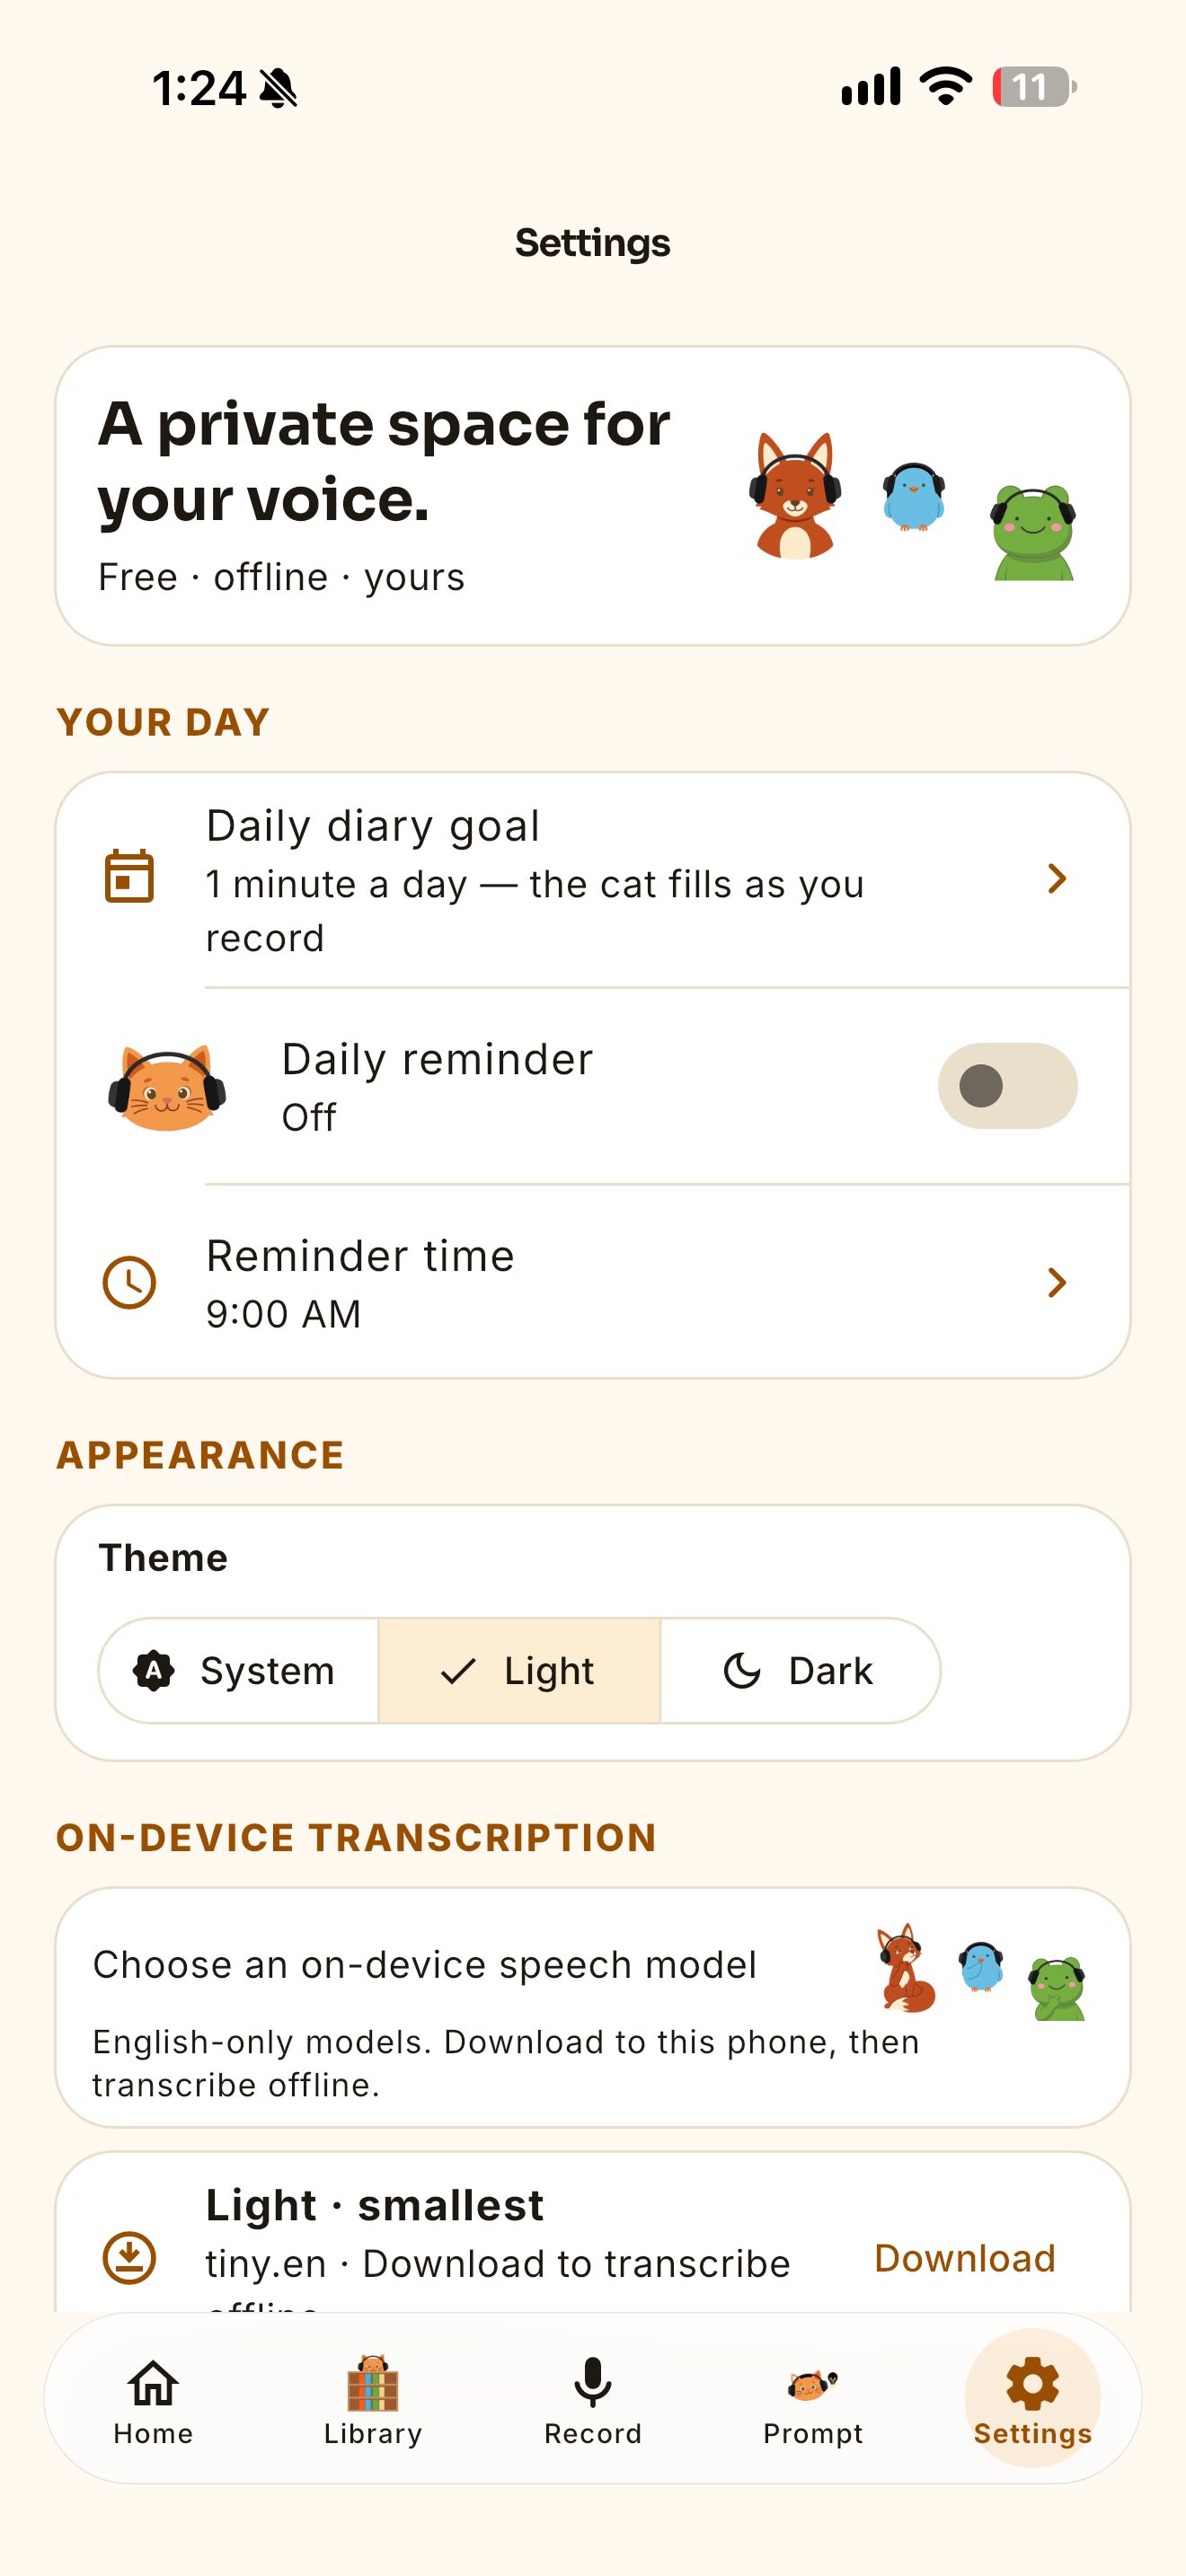 1:24
11
Settings
A private space for
your voice.
Free · offline · yours
YOUR DAY
Daily diary goal
1 minute a day — the cat fills as you
record
Daily reminder
Off
Reminder time
9:00 AM
APPEARANCE
Theme
System
Light
Dark
ON-DEVICE TRANSCRIPTION
Choose an on-device speech model
English-only models. Download to this phone, then
transcribe offline.
Light · smallest
tiny.en · Download to transcribe
Download
Home
Library
Record
Prompt
Settings